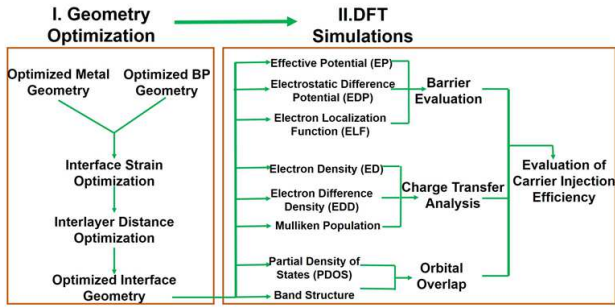 I. Geometry
Optimization
II.DFT
Simulations
Optimized Metal
Geometry
Optimized BP
Geometry
Interface Strain
Optimization
Interlayer Distance
Optimization
Optimized Interface
Geometry
Effective Potential (EP)
Electrostatic Difference
Potential (EDP)
Electron Localization
Function (ELF)
Barrier
Evaluation
Electron Density (ED)
Electron Difference
Density (EDD)
Mulliken Population
Charge Transfer
Analysis
Partial Density of
States (PDOS)
Band Structure
Orbital
Overlap
Evaluation of
Carrier Injection
Efficiency